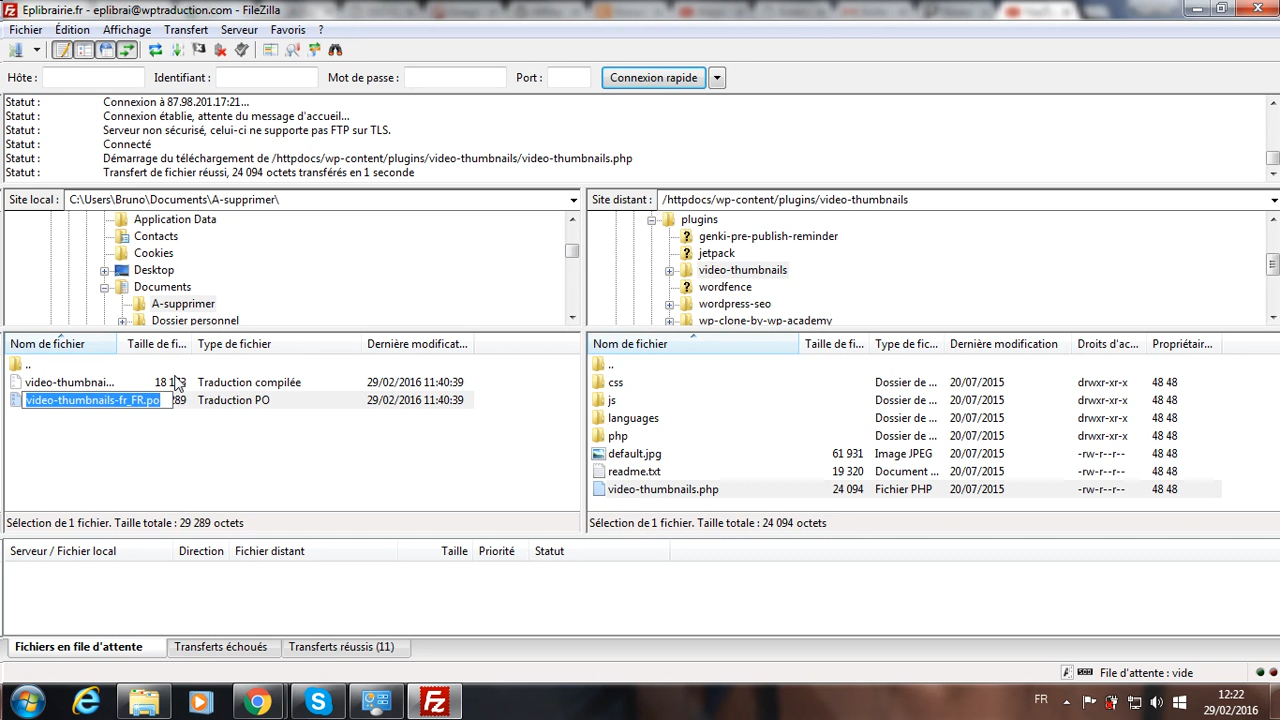 Eplibrairie.fr - eplibrai@wptraduction.com - FileZilla
Fichier Édition Affichage Transfert Serveur Favoris ?
Hôte : Identifiant : Mot de passe : Port : Connexion rapide
Statut : Connexion à 87.98.201.17:21...
Statut : Connexion établie, attente du message d'accueil...
Statut : Serveur non sécurisé, celui-ci ne supporte pas FTP sur TLS.
Statut : Connecté
Statut : Démarrage du téléchargement de /httpdocs/wp-content/plugins/video-thumbnails/video-thumbnails.php
Statut : Transfert de fichier réussi, 24 094 octets transférés en 1 seconde
Site local : C:\Users\Bruno\Documents\A-supprimer\
Application Data
Contacts
Cookies
Desktop
Documents
A-supprimer
Dossier personnel
Site distant : /httpdocs/wp-content/plugins/video-thumbnails
plugins
genki-pre-publish-reminder
jetpack
video-thumbnails
wordfence
wordpress-seo
wp-clone-by-wp-academy
Nom de fichier Taille de fi... Type de fichier Dernière modificat...
..
video-thumbnai... 18 Traduction compilée 29/02/2016 11:40:39
video-thumbnails-fr_FR.po 289 Traduction PO 29/02/2016 11:40:39
Sélection de 1 fichier. Taille totale : 29 289 octets
Nom de fichier Taille de fi... Type de fic... Dernière modification Droits d'ac... Propriétair...
..
css Dossier de ... 20/07/2015 drwxr-xr-x 48 48
js Dossier de ... 20/07/2015 drwxr-xr-x 48 48
languages Dossier de ... 20/07/2015 drwxr-xr-x 48 48
php Dossier de ... 20/07/2015 drwxr-xr-x 48 48
default.jpg 61 931 Image JPEG 20/07/2015 -rw-r--r-- 48 48
readme.txt 19 320 Document ... 20/07/2015 -rw-r--r-- 48 48
video-thumbnails.php 24 094 Fichier PHP 20/07/2015 -rw-r--r-- 48 48
Sélection de 1 fichier. Taille totale : 24 094 octets
Serveur / Fichier local Direction Fichier distant Taille Priorité Statut
Fichiers en file d'attente Transferts échoués Transferts réussis (11)
File d'attente : vide
FR 12:22
29/02/2016